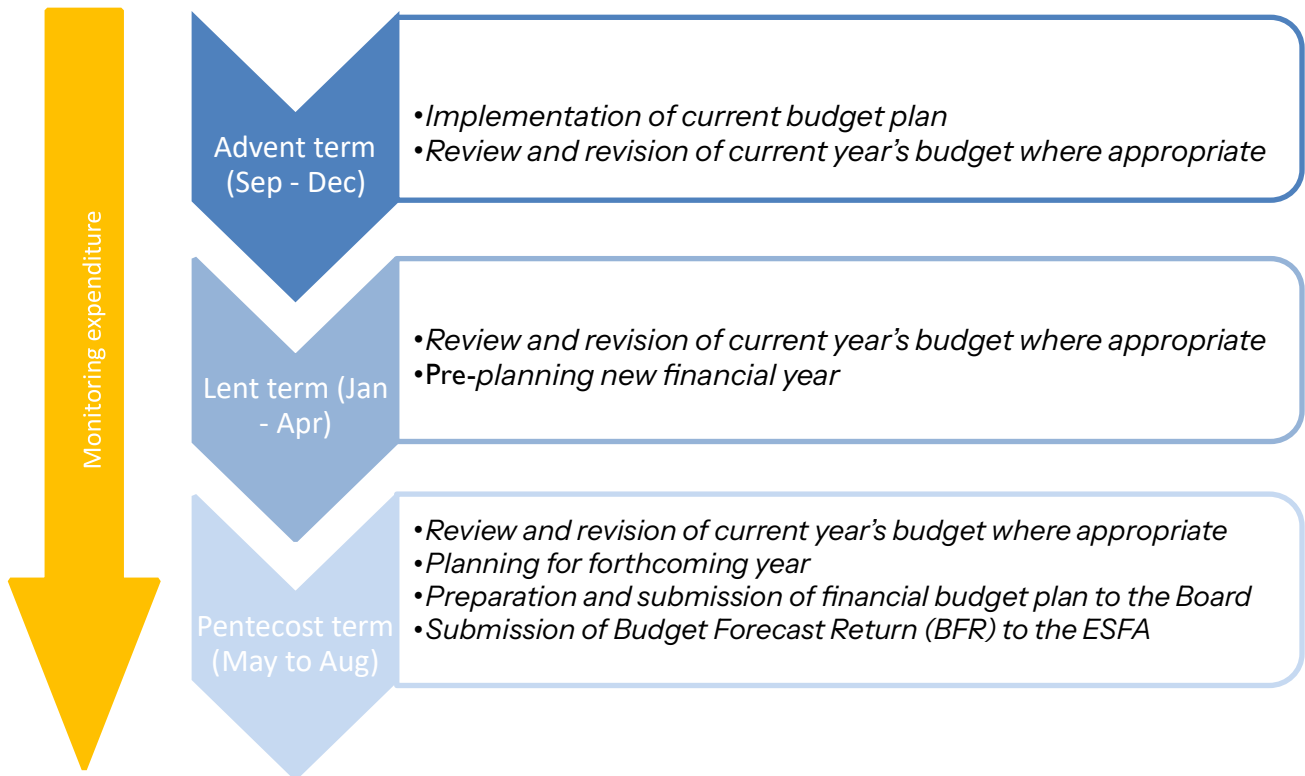 Monitoring expenditure
Advent term
(Sep - Dec)
•Implementation of current budget plan
•Review and revision of current year’s budget where appropriate
Lent term (Jan
- Apr)
•Review and revision of current year’s budget where appropriate
•Pre-planning new financial year
Pentecost term
(May to Aug)
•Review and revision of current year’s budget where appropriate
•Planning for forthcoming year
•Preparation and submission of financial budget plan to the Board
•Submission of Budget Forecast Return (BFR) to the ESFA